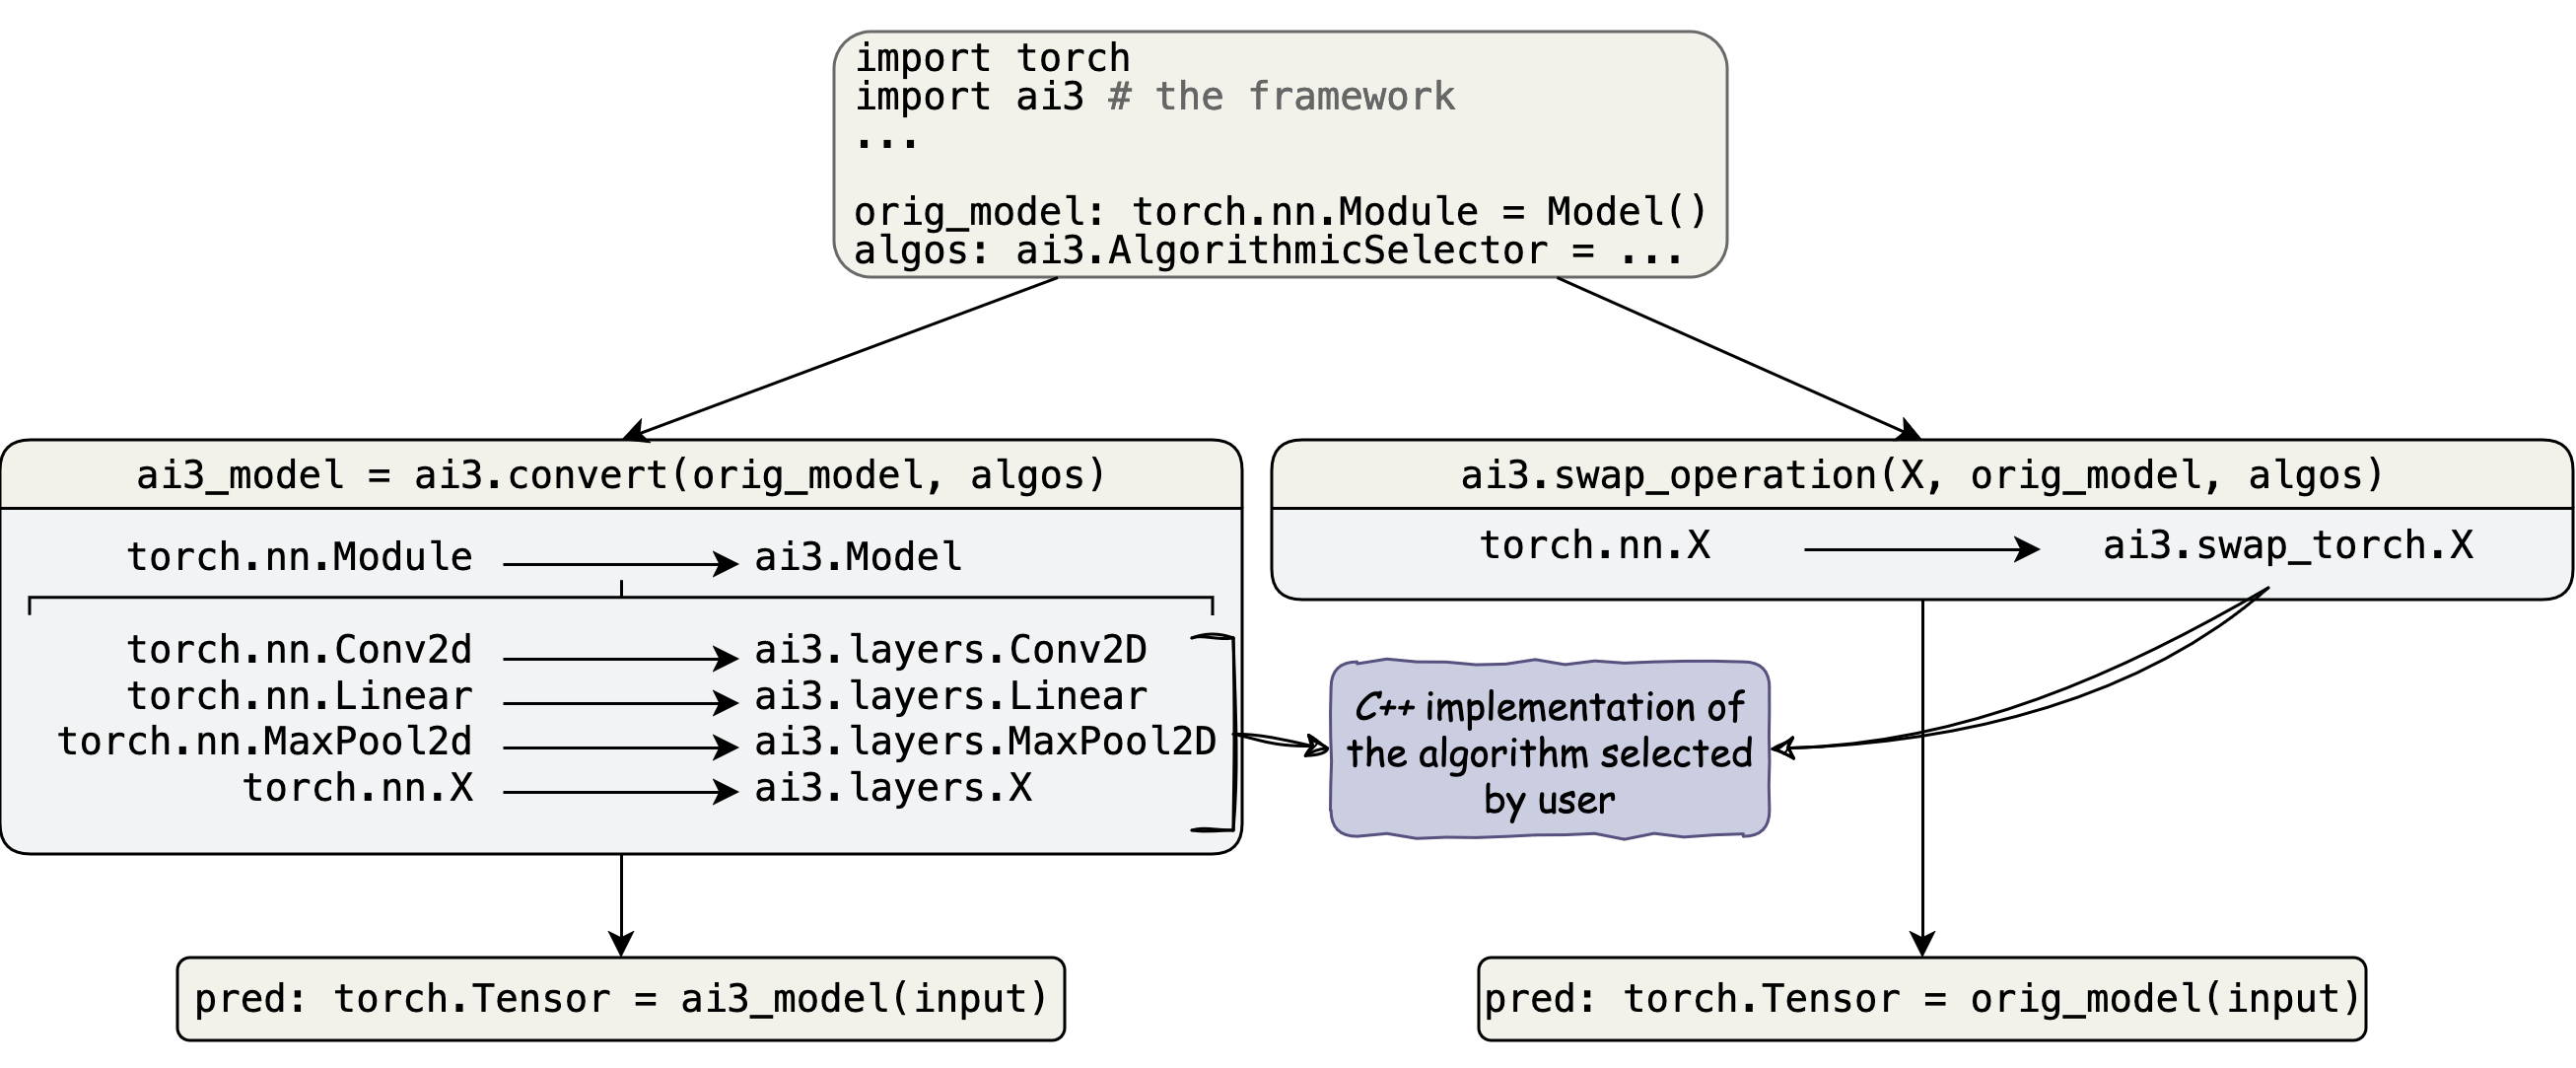 import torch
import ai3 # the framework
...
orig_model: torch.nn.Module = Model()
algos: ai3.AlgorithmicSelector = ...
ai3_model = ai3.convert(orig_model, algos)
torch.nn.Module ai3.Model
torch.nn.Conv2d ai3.layers.Conv2D
torch.nn.Linear ai3.layers.Linear
torch.nn.MaxPool2d ai3.layers.MaxPool2D
torch.nn.X ai3.layers.X
ai3.swap_operation(X, orig_model, algos)
torch.nn.X ai3.swap_torch.X
C++ implementation of
the algorithm selected
by user
pred: torch.Tensor = ai3_model(input)
pred: torch.Tensor = orig_model(input)